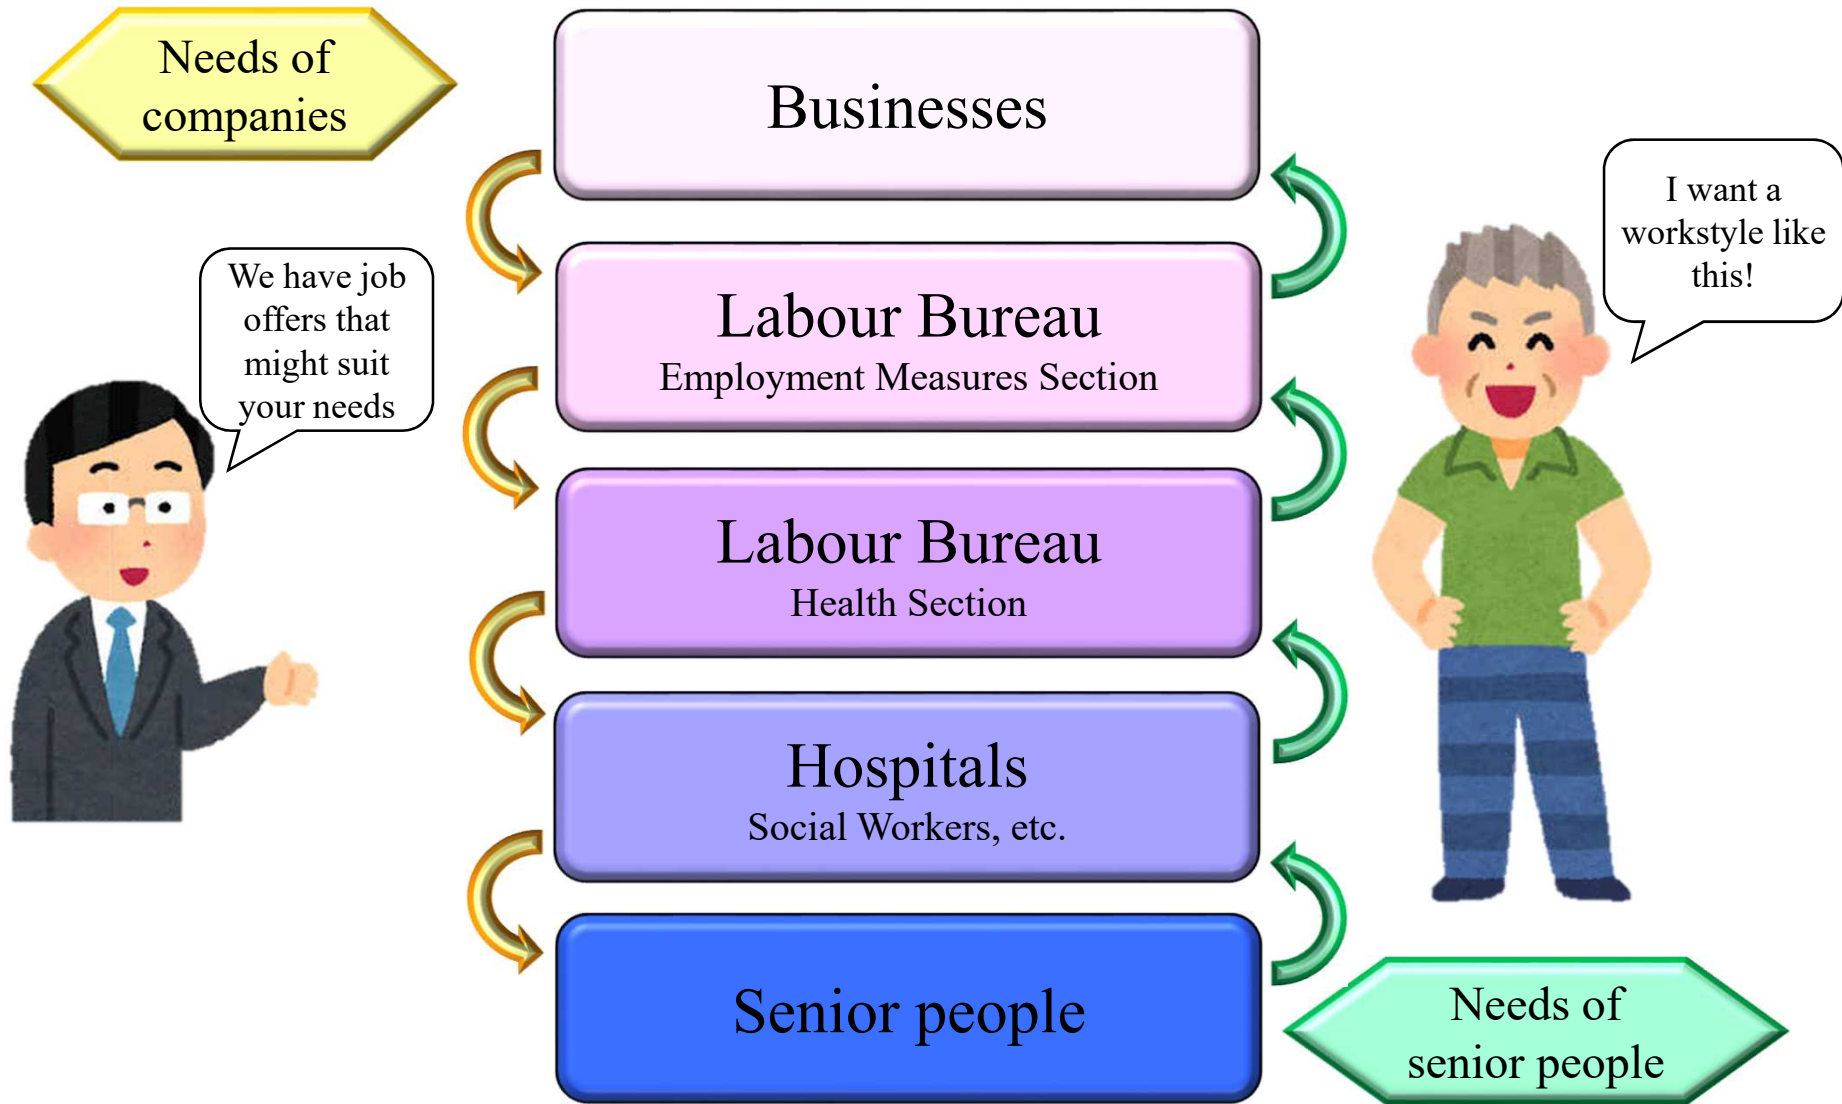 Needs of
companies
Businesses
I want a
workstyle like
this!
We have job
offers that
might suit
your needs
Labour Bureau
Employment Measures Section
Labour Bureau
Health Section
Hospitals
Social Workers, etc.
Senior people
Needs of
senior people